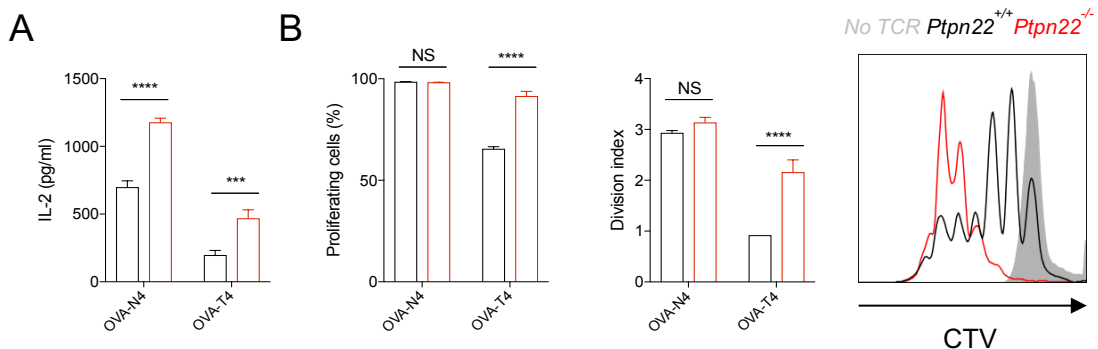 A
IL-2 (pg/ml)
1500
1000
500
0
****
***
OVA-N4
OVA-T4
B
Proliferating cells (%)
100
50
0
NS
****
OVA-N4
OVA-T4
Division index
4
3
2
1
0
NS
****
OVA-N4
OVA-T4
No TCR Ptpn22+/+ Ptpn22-/-
CTV